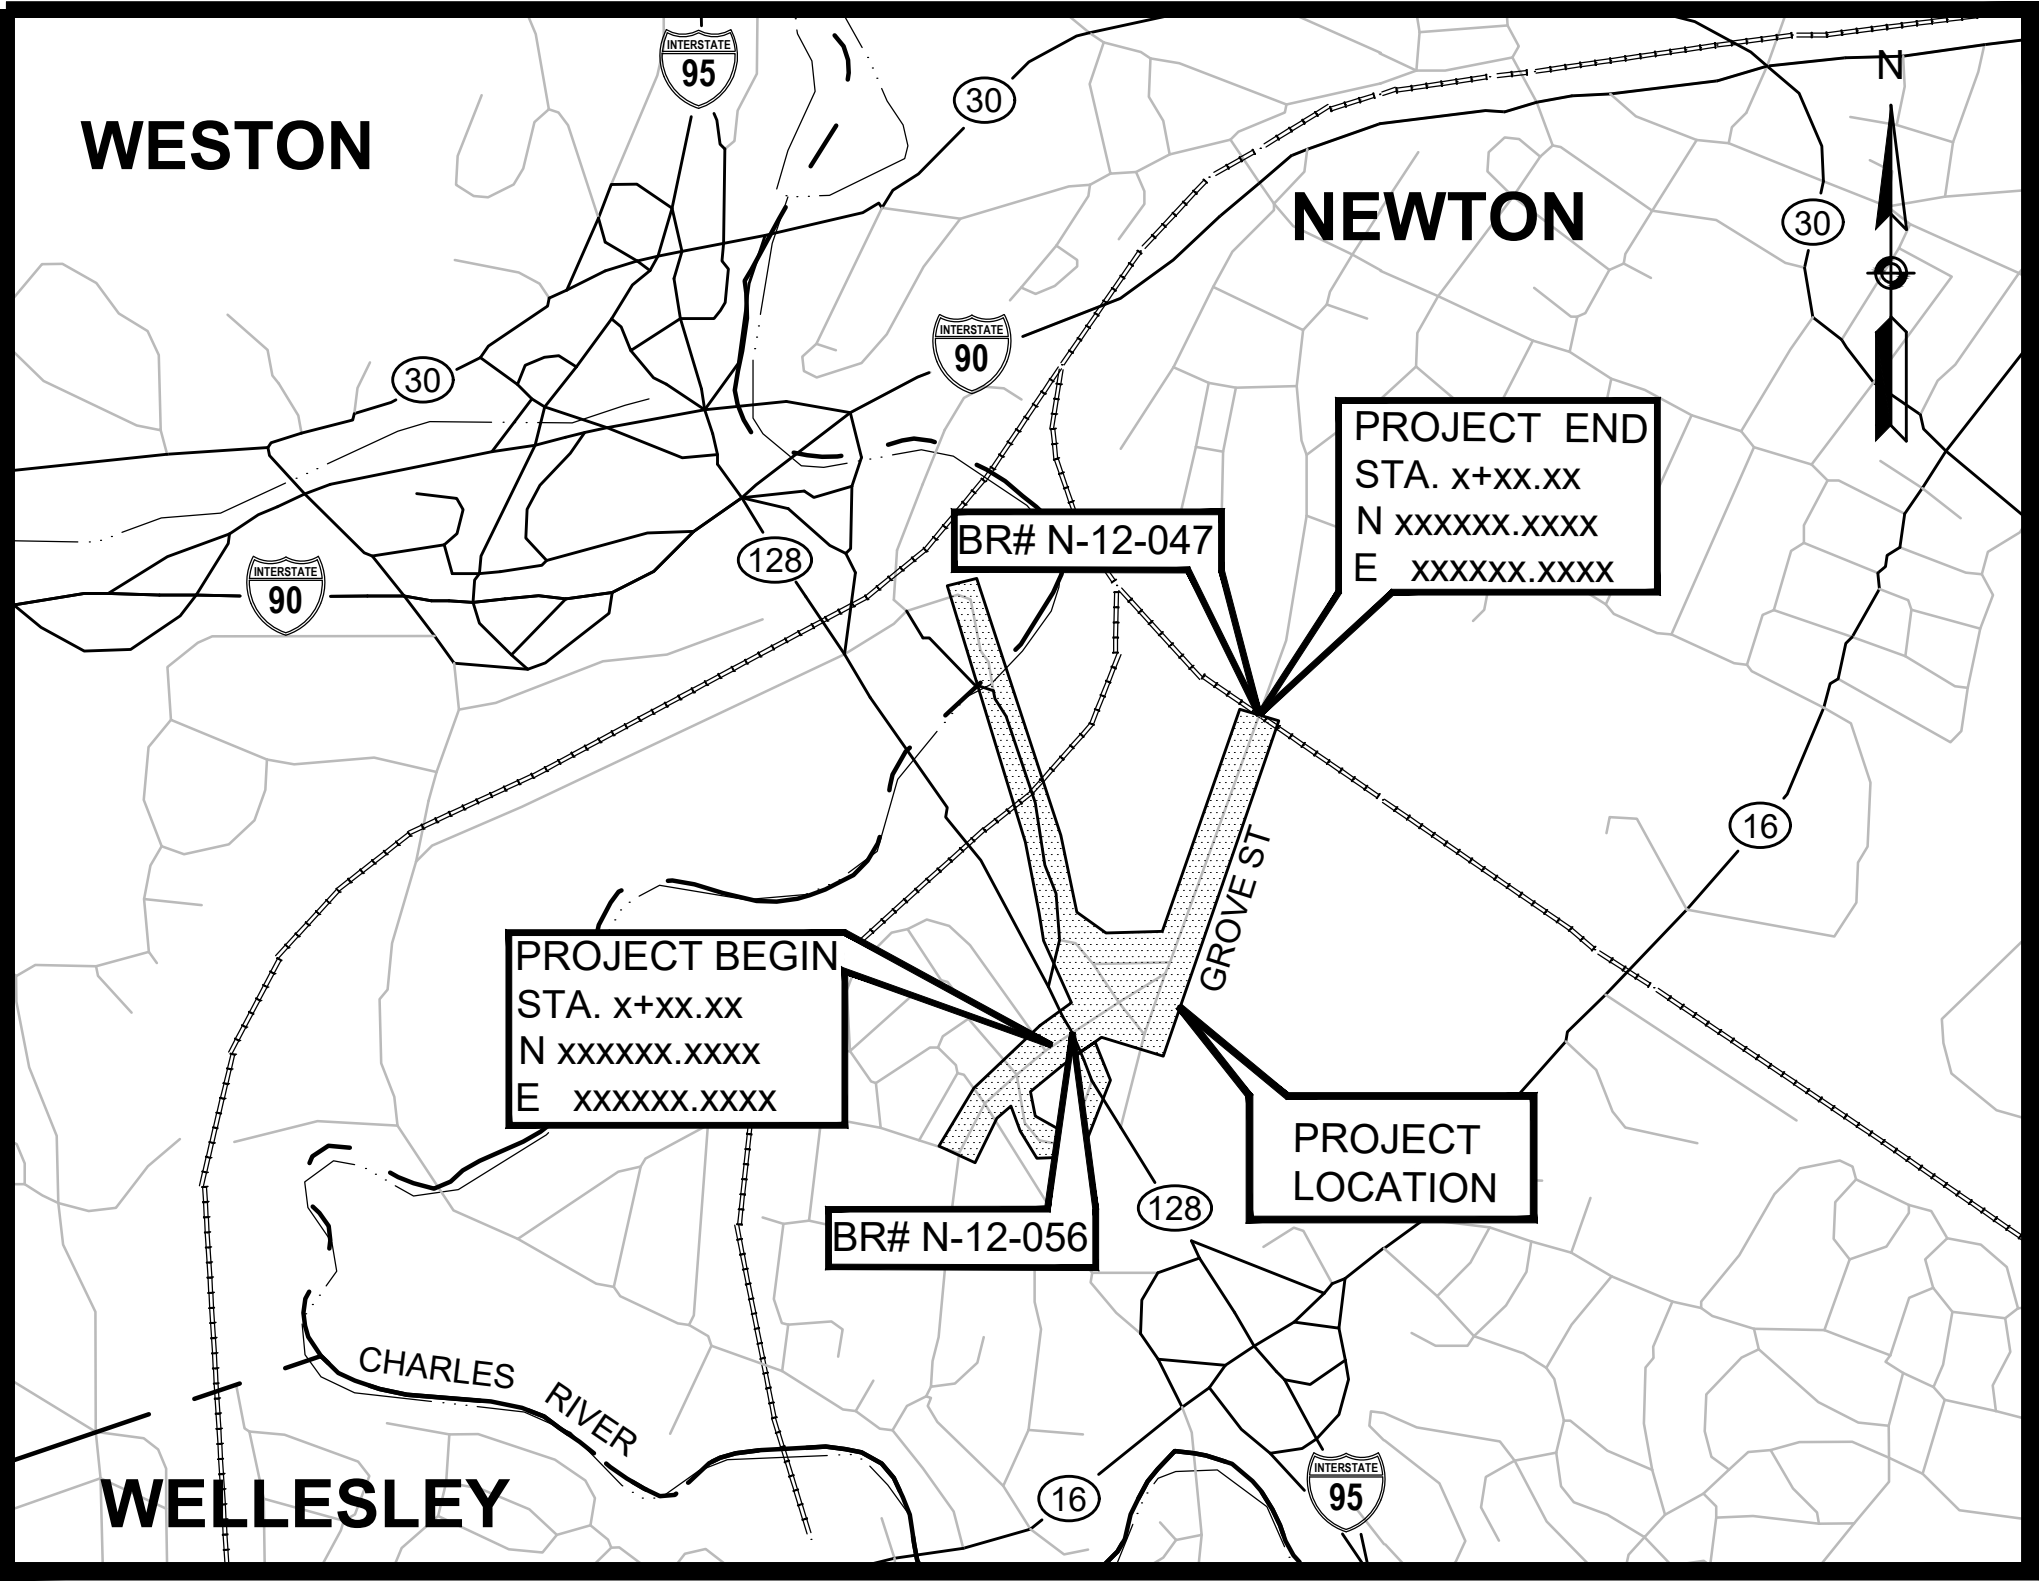 INTERSTATE
95
30
WESTON
N
NEWTON
30
INTERSTATE
90
30
PROJECT END
STA. x+xx.xx
N xxxxxx.xxxx
E xxxxxx.xxxx
BR# N-12-047
128
INTERSTATE
90
16
GROVE ST
PROJECT BEGIN
STA. x+xx.xx
N xxxxxx.xxxx
E xxxxxx.xxxx
PROJECT
LOCATION
128
BR# N-12-056
CHARLES RIVER
INTERSTATE
95
16
WELLESLEY